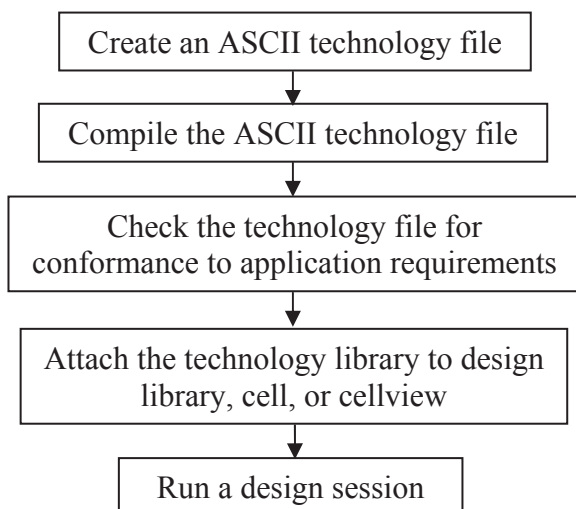 Create an ASCII technology file
Compile the ASCII technology file
Check the technology file for
conformance to application requirements
Attach the technology library to design
library, cell, or cellview
Run a design session